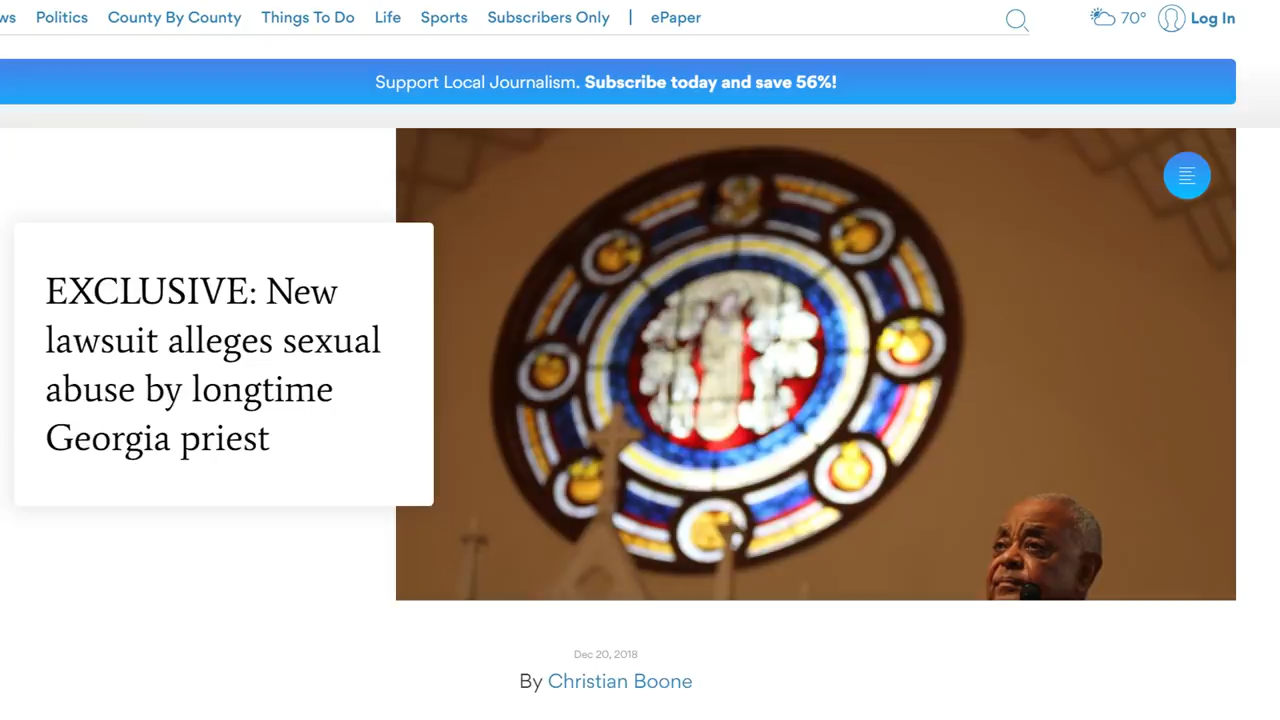 Politics County By County Things To Do Life Sports Subscribers Only | ePaper 70° Log In
Support Local Journalism. Subscribe today and save 56%!
EXCLUSIVE: New
lawsuit alleges sexual
abuse by longtime
Georgia priest
Dec 20, 2018
By Christian Boone